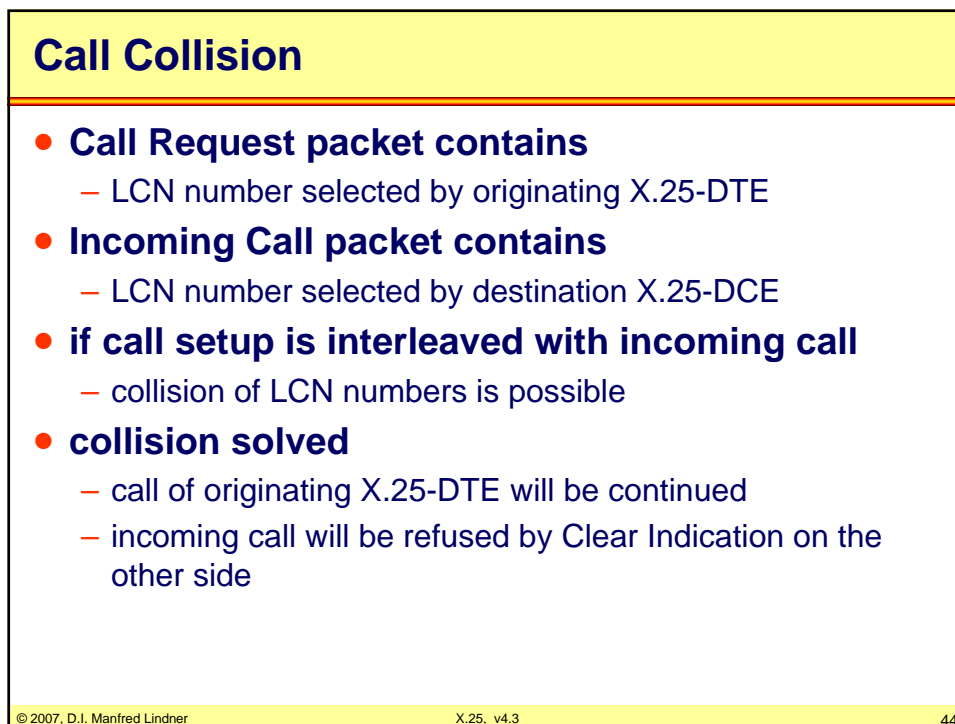 Call Collision
• Call Request packet contains
– LCN number selected by originating X.25-DTE
• Incoming Call packet contains
– LCN number selected by destination X.25-DCE
• if call setup is interleaved with incoming call
– collision of LCN numbers is possible
• collision solved
– call of originating X.25-DTE will be continued
– incoming call will be refused by Clear Indication on the
other side
© 2007, D.I. Manfred Lindner
X.25, v4.3
44